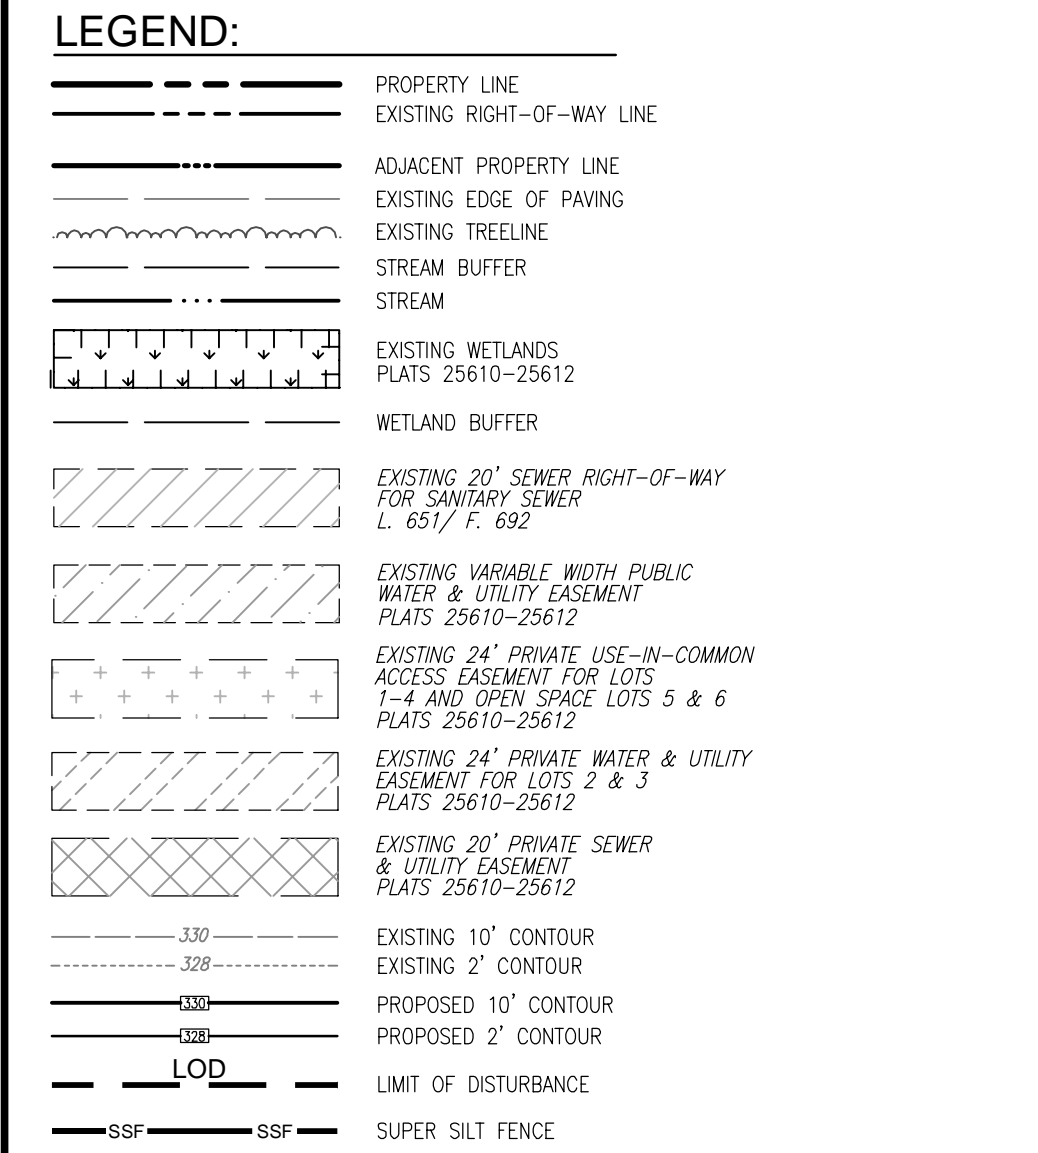 LEGEND:
PROPERTY LINE
EXISTING RIGHT-OF-WAY LINE
ADJACENT PROPERTY LINE
EXISTING EDGE OF PAVING
EXISTING TREELINE
STREAM BUFFER
STREAM
EXISTING WETLANDS
PLATS 25610-25612
WETLAND BUFFER
EXISTING 20' SEWER RIGHT-OF-WAY
FOR SANITARY SEWER
L. 651/ F. 692
EXISTING VARIABLE WIDTH PUBLIC
WATER & UTILITY EASEMENT
PLATS 25610-25612
EXISTING 24' PRIVATE USE-IN-COMMON
ACCESS EASEMENT FOR LOTS
1-4 AND OPEN SPACE LOTS 5 & 6
PLATS 25610-25612
EXISTING 24' PRIVATE WATER & UTILITY
EASEMENT FOR LOTS 2 & 3
PLATS 25610-25612
EXISTING 20' PRIVATE SEWER
& UTILITY EASEMENT
PLATS 25610-25612
330 EXISTING 10' CONTOUR
328 EXISTING 2' CONTOUR
330 PROPOSED 10' CONTOUR
328 PROPOSED 2' CONTOUR
LOD
LIMIT OF DISTURBANCE
SSF SSF SUPER SILT FENCE